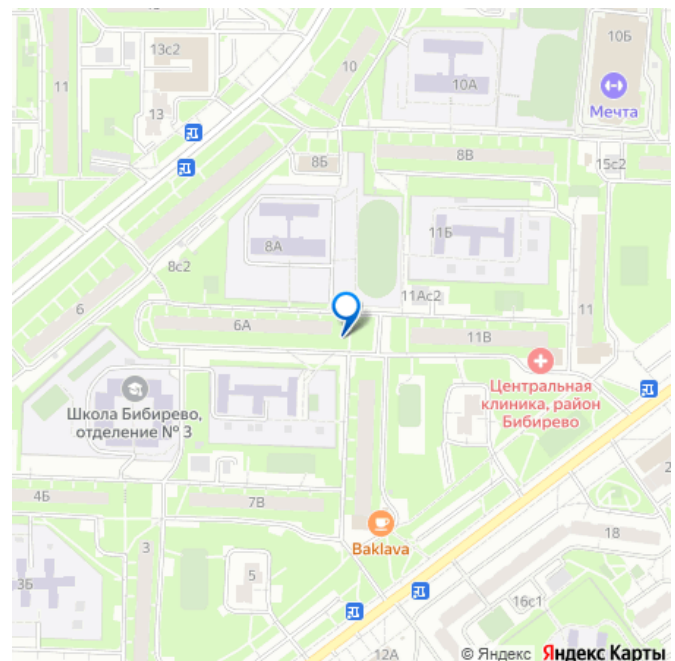 13с2
10
10Б
10А
11
Мечта
13
8Б
8В
15с2
8А
11Б
8с2
11Ас2
6
6А
11В
11
Центральная
клиника, район
Бибирево
Школа Бибирево,
отделение № 3
4Б
7В
2
3
18
Baklava
3Б
5
16с1
12А
© Яндекс Яндекс Карты